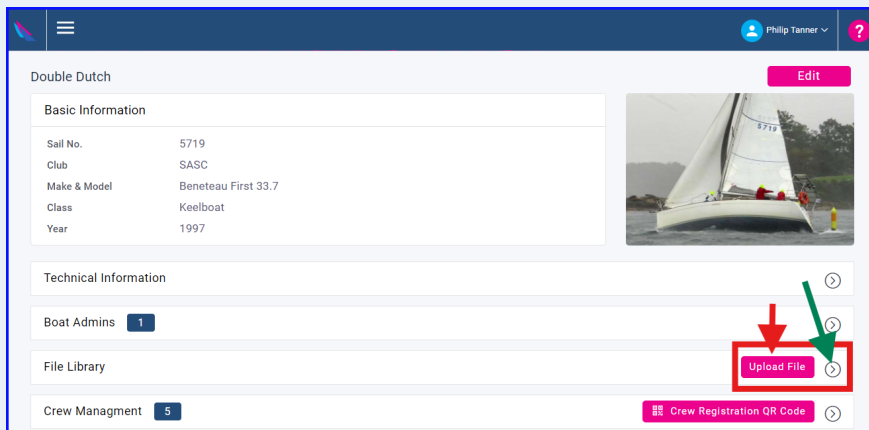 Philip Tanner
?
Double Dutch
Edit
Basic Information
Sail No. 5719
Club SASC
Make & Model Beneteau First 33.7
Class Keelboat
Year 1997
5719
Technical Information
Boat Admins 1
File Library Upload File
Crew Managment 5 Crew Registration QR Code